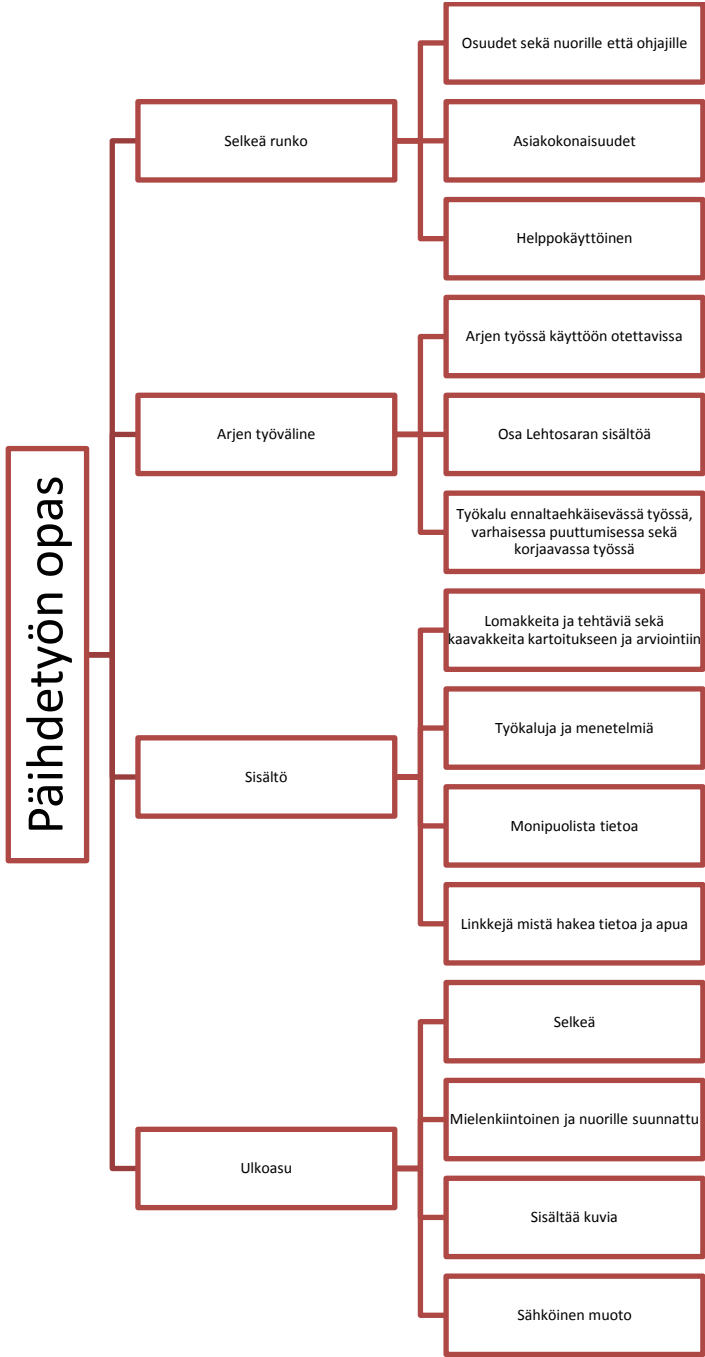 Päihdetyön opas
Selkeä runko
Osuudet sekä nuorille että ohjajille
Asiakokonaisuudet
Helppokäyttöinen
Arjen työväline
Arjen työssä käyttöön otettavissa
Osa Lehtosaran sisältöä
Työkalu ennaltaehkäisevässä työssä,
varhaisessa puuttumisessa sekä
korjaavassa työssä
Sisältö
Lomakkeita ja tehtäviä sekä
kaavakkeita kartoitukseen ja arviointiin
Työkaluja ja menetelmiä
Monipuolista tietoa
Linkkejä mistä hakea tietoa ja apua
Ulkoasu
Selkeä
Mielenkiintoinen ja nuorille suunnattu
Sisältää kuvia
Sähköinen muoto